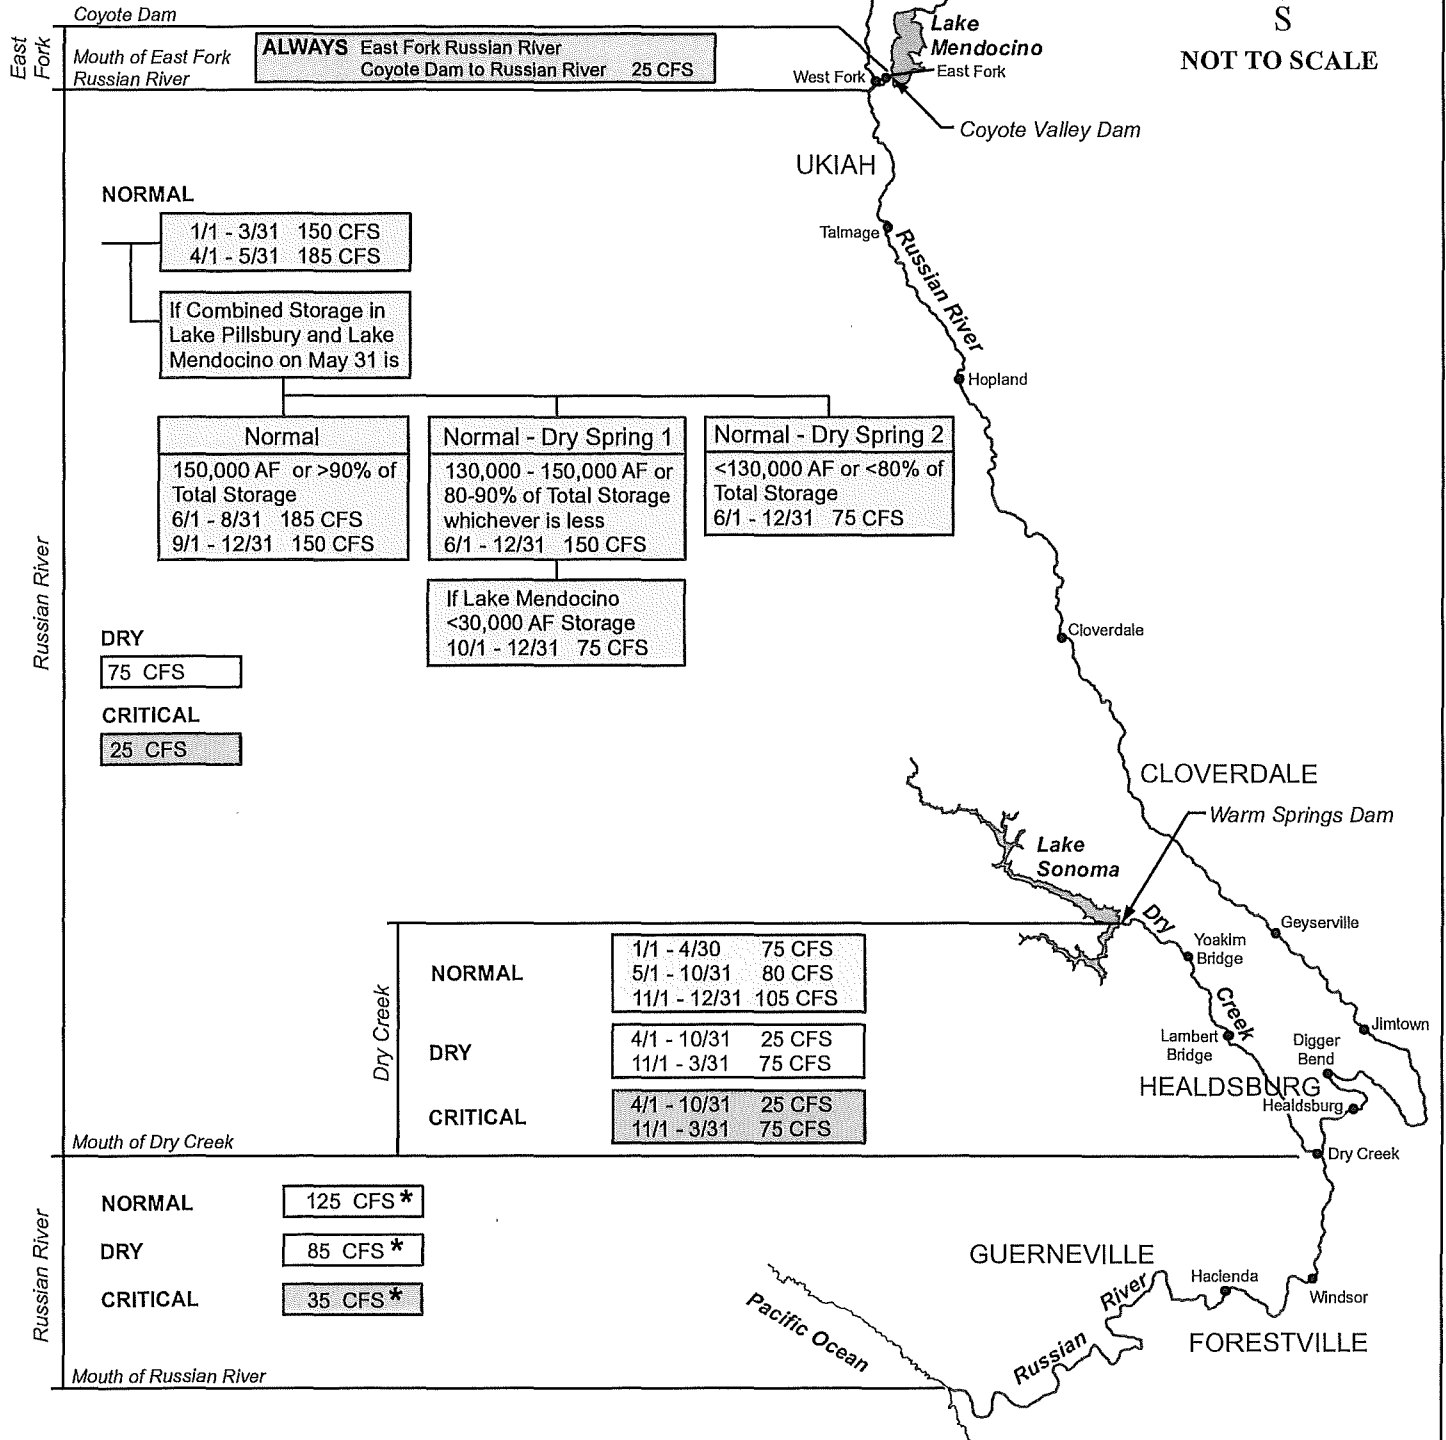 Coyote Dam
East Fork
Mouth of East Fork
Russian River
ALWAYS East Fork Russian River
Coyote Dam to Russian River 25 CFS
Lake
Mendocino
S
NOT TO SCALE
West Fork
East Fork
Coyote Valley Dam
UKIAH
NORMAL
1/1 - 3/31 150 CFS
4/1 - 5/31 185 CFS
Talmage
Russian River
If Combined Storage in
Lake Pillsbury and Lake
Mendocino on May 31 is
Hopland
Normal
150,000 AF or >90% of
Total Storage
6/1 - 8/31 185 CFS
9/1 - 12/31 150 CFS
Normal - Dry Spring 1
130,000 - 150,000 AF or
80-90% of Total Storage
whichever is less
6/1 - 12/31 150 CFS
Normal - Dry Spring 2
<130,000 AF or <80% of
Total Storage
6/1 - 12/31 75 CFS
If Lake Mendocino
<30,000 AF Storage
10/1 - 12/31 75 CFS
Russian River
DRY
75 CFS
CRITICAL
25 CFS
Cloverdale
CLOVERDALE
Warm Springs Dam
Lake
Sonoma
Dry Creek
Geyserville
Yoakim
Bridge
Lambert
Bridge
Jimtown
Digger
Bend
HEALDSBURG
Healdsburg
Dry Creek
Dry Creek
NORMAL
1/1 - 4/30 75 CFS
5/1 - 10/31 80 CFS
11/1 - 12/31 105 CFS
DRY
4/1 - 10/31 25 CFS
11/1 - 3/31 75 CFS
CRITICAL
4/1 - 10/31 25 CFS
11/1 - 3/31 75 CFS
Mouth of Dry Creek
Russian River
NORMAL
125 CFS*
DRY
85 CFS*
CRITICAL
35 CFS*
GUERNEVILLE
Hacienda
Windsor
FORESTVILLE
Russian River
Pacific Ocean
Mouth of Russian River